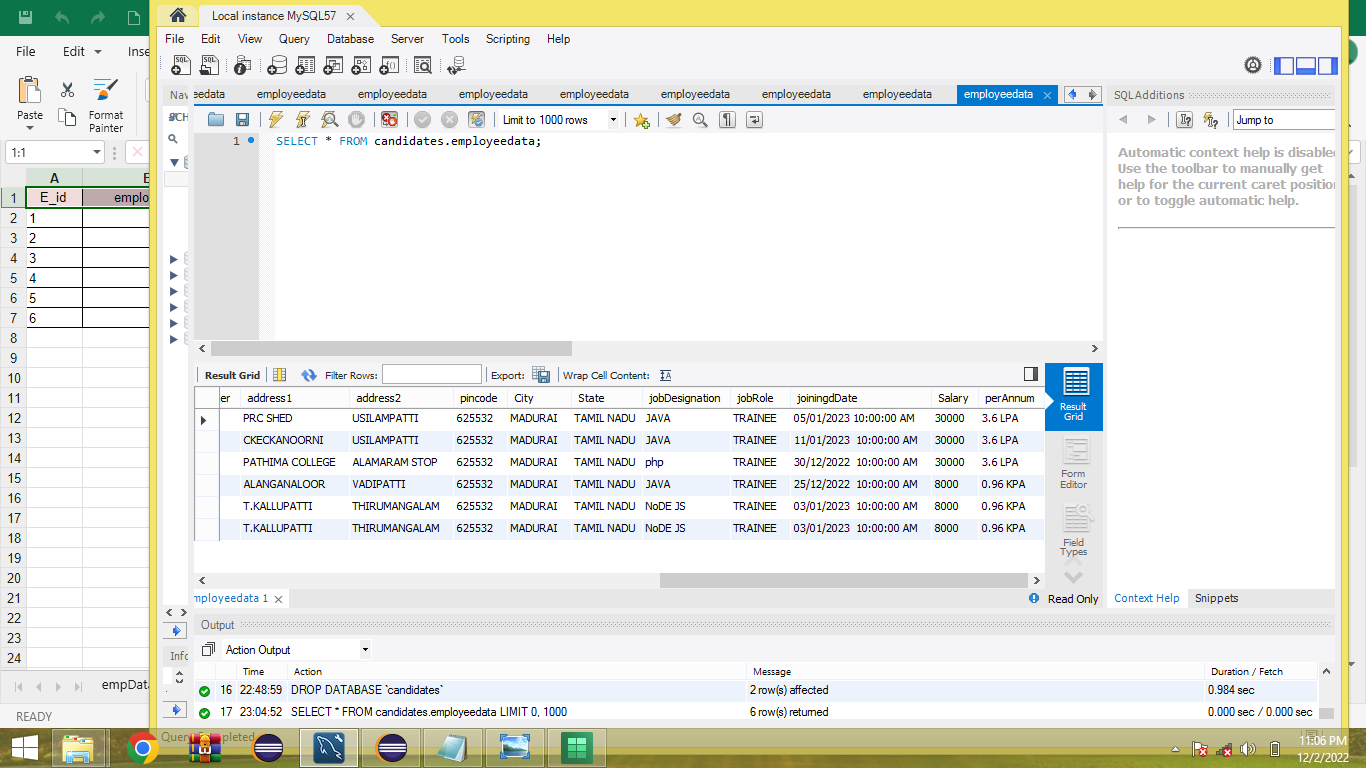 Local instance MySQL57
File Edit View Query Database Server Tools Scripting Help
File Edit Inse
Paste
Format
Painter
1:1
A
1 E_id emplo
2 1
3 2
4 3
5 4
6 5
7 6
8
9
10
11
12
13
14
15
16
17
18
19
20
21
22
23
24
empData
READY
Nav
SCH
Info
eedata employeedata employeedata employeedata employeedata employeedata employeedata employeedata employeedata
Limit to 1000 rows
1 SELECT * FROM candidates.employeedata;
SQLAdditions
Jump to
Automatic context help is disabled
Use the toolbar to manually get
help for the current caret position
or to toggle automatic help.
Result Grid Filter Rows: Export: Wrap Cell Content:
er address1 address2 pincode City State jobDesignation jobRole joiningdDate Salary perAnnum
PRC SHED USILAMPATTI 625532 MADURAI TAMIL NADU JAVA TRAINEE 05/01/2023 10:00:00 AM 30000 3.6 LPA
CKECKANOORNI USILAMPATTI 625532 MADURAI TAMIL NADU JAVA TRAINEE 11/01/2023 10:00:00 AM 30000 3.6 LPA
PATHIMA COLLEGE ALAMARAM STOP 625532 MADURAI TAMIL NADU php TRAINEE 30/12/2022 10:00:00 AM 30000 3.6 LPA
ALANGANALOOR VADIPATTI 625532 MADURAI TAMIL NADU JAVA TRAINEE 25/12/2022 10:00:00 AM 8000 0.96 KPA
T.KALLUPATTI THIRUMANGALAM 625532 MADURAI TAMIL NADU NoDE JS TRAINEE 03/01/2023 10:00:00 AM 8000 0.96 KPA
T.KALLUPATTI THIRUMANGALAM 625532 MADURAI TAMIL NADU NoDE JS TRAINEE 03/01/2023 10:00:00 AM 8000 0.96 KPA
Result
Grid
Form
Editor
Field
Types
mployeedata 1
Read Only
Context Help Snippets
Output
Action Output
Time Action Message Duration / Fetch
16 22:48:59 DROP DATABASE `candidates` 2 row(s) affected 0.984 sec
17 23:04:52 SELECT * FROM candidates.employeedata LIMIT 0, 1000 6 row(s) returned 0.000 sec / 0.000 sec
Query Completed
11:06 PM
12/2/2022